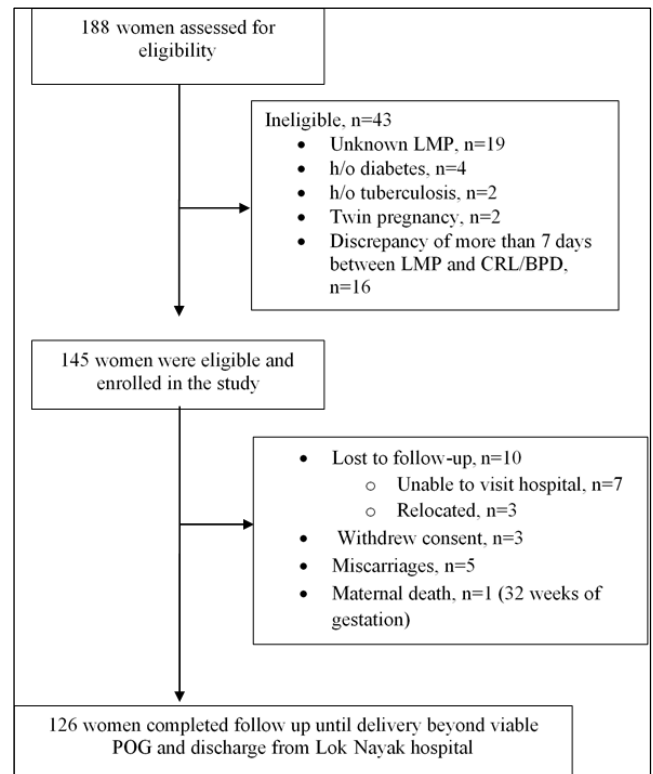 188 women assessed for
eligibility
Ineligible, n=43
• Unknown LMP, n=19
• h/o diabetes, n=4
• h/o tuberculosis, n=2
• Twin pregnancy, n=2
• Discrepancy of more than 7 days
between LMP and CRL/BPD,
n=16
145 women were eligible and
enrolled in the study
• Lost to follow-up, n=10
o Unable to visit hospital, n=7
o Relocated, n=3
• Withdrew consent, n=3
• Miscarriages, n=5
• Maternal death, n=1 (32 weeks of
gestation)
126 women completed follow up until delivery beyond viable
POG and discharge from Lok Nayak hospital